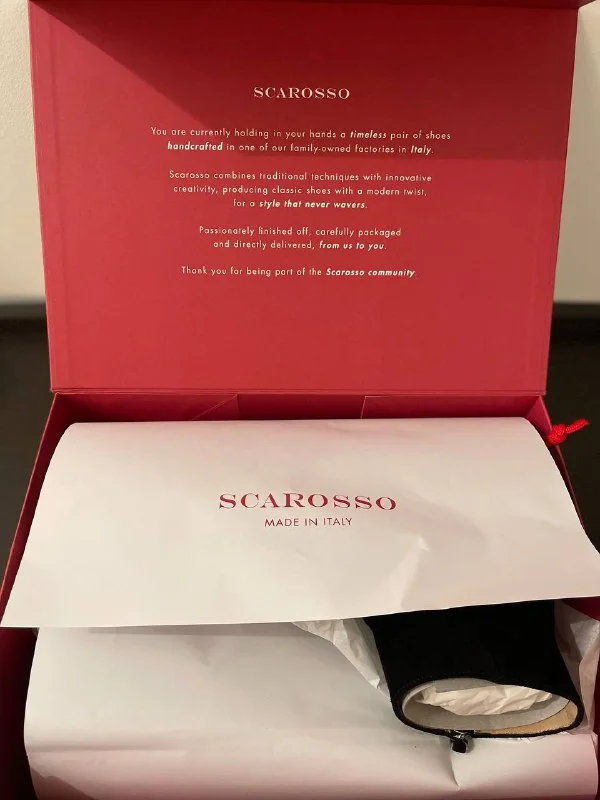 SCAROSSO
You are currently holding in your hands a timeless pair of shoes
handcrafted in one of our family-owned factories in Italy.
Scarosso combines traditional techniques with innovative
creativity, producing classic shoes with a modern twist,
for a style that never wavers.
Passionately finished off, carefully packaged
and directly delivered, from us to you.
Thank you for being part of the Scarosso community.
SCAROSSO
MADE IN ITALY